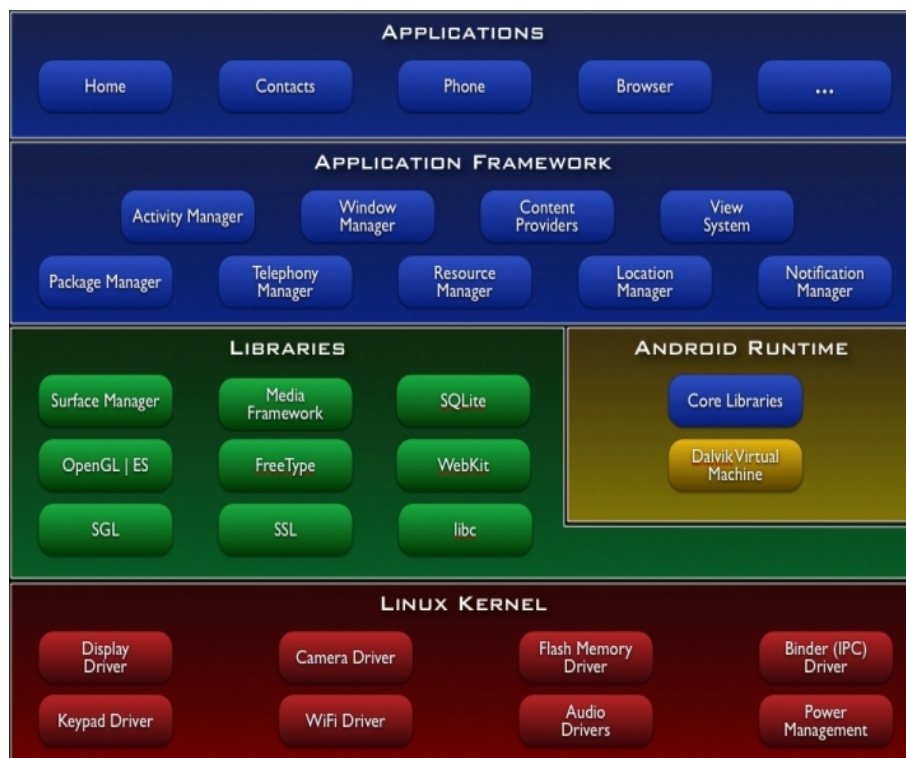 APPLICATIONS
Home
Contacts
Phone
Browser
...
APPLICATION FRAMEWORK
Activity Manager
Window
Manager
Content
Providers
View
System
Package Manager
Telephony
Manager
Resource
Manager
Location
Manager
Notification
Manager
LIBRARIES
Surface Manager
Media
Framework
SQLite
OpenGL | ES
FreeType
WebKit
SGL
SSL
libc
ANDROID RUNTIME
Core Libraries
Dalvik Virtual
Machine
LINUX KERNEL
Display
Driver
Camera Driver
Flash Memory
Driver
Binder (IPC)
Driver
Keypad Driver
WiFi Driver
Audio
Drivers
Power
Management